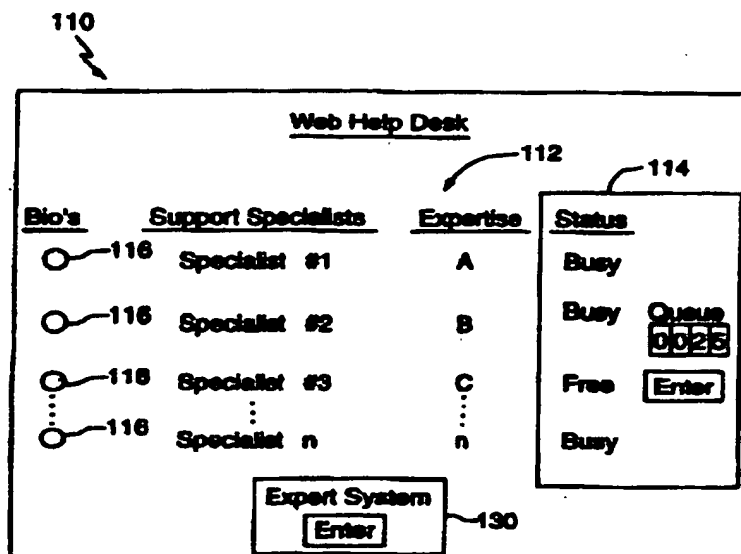 110
Web Help Desk
112
114
Bio's Support Specialists Expertise Status
116 Specialist #1 A Busy
116 Specialist #2 B Busy Queue
0025
116 Specialist #3 C Free Enter
116 Specialist n n Busy
Expert System
Enter
130